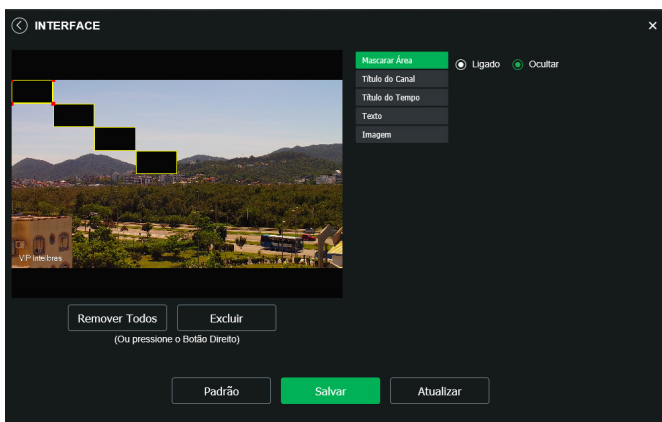 INTERFACE
Mascarar Área
Ligado
Ocultar
Título do Canal
Título do Tempo
Texto
Imagem
VIP Intelbras
Remover Todos
Excluir
(Ou pressione o Botão Direito)
Padrão
Salvar
Atualizar